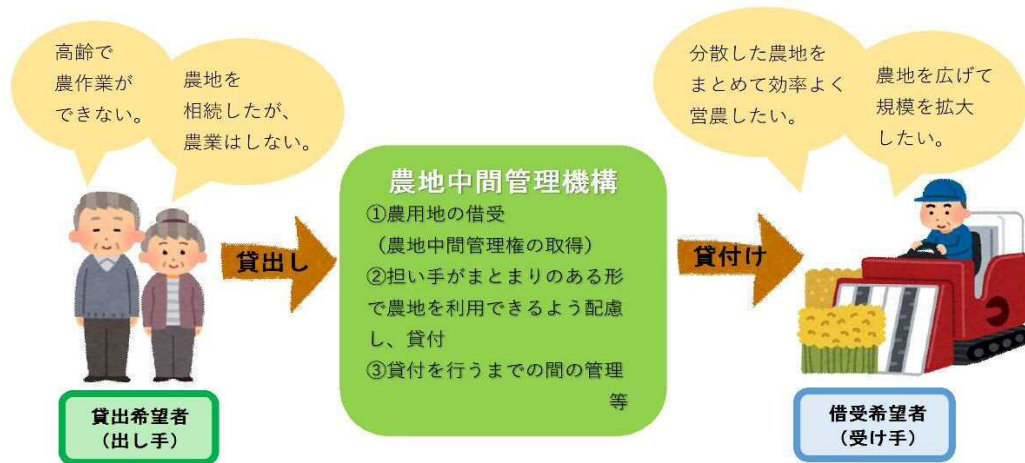 高齢で
農作業が
できない。
農地を
相続したが、
農業はしない。
分散した農地を
まとめて効率よく
営農したい。
農地を広げて
規模を拡大
したい。
農地中間管理機構
①農用地の借受
（農地中間管理権の取得）
②担い手がまとまりのある形
で農地を利用できるよう配慮
し、貸付
③貸付を行うまでの間の管理
等
貸出し
貸付け
貸出希望者
（出し手）
借受希望者
（受け手）